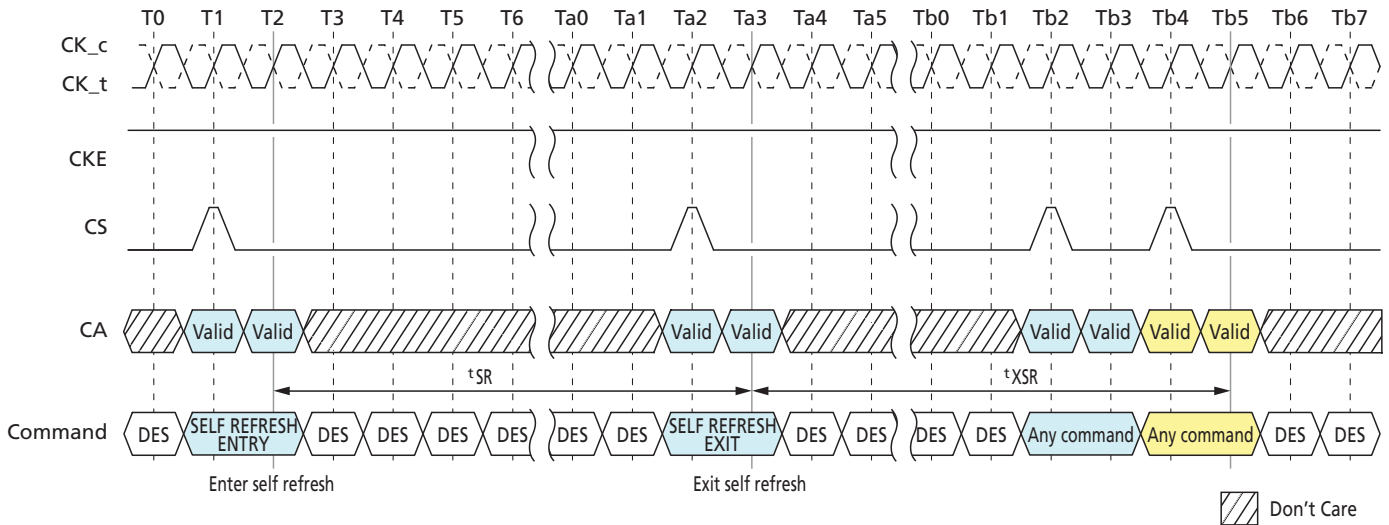 T0 T1 T2 T3 T4 T5 T6 Ta0 Ta1 Ta2 Ta3 Ta4 Ta5 Tb0 Tb1 Tb2 Tb3 Tb4 Tb5 Tb6 Tb7
CK_c
CK_t
CKE
CS
CA Valid Valid Valid Valid Valid Valid Valid Valid
tSR tXSR
Command DES SELF REFRESH ENTRY DES DES DES DES DES DES SELF REFRESH EXIT DES DES DES DES Any command Any command DES DES
Enter self refresh Exit self refresh
Don't Care